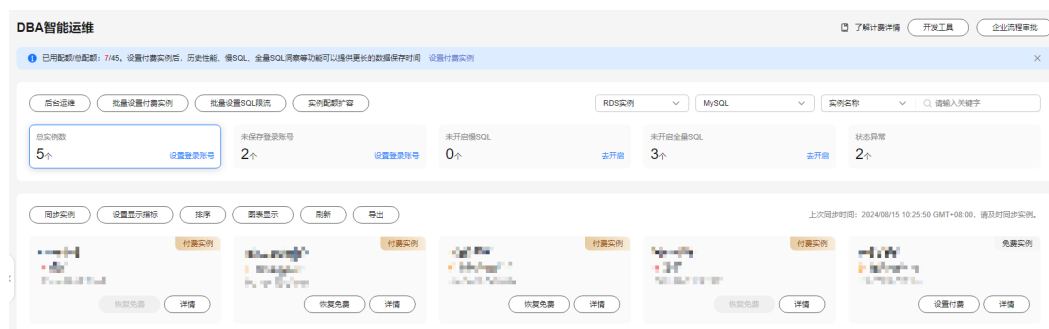 DBA智能运维
了解计费详情 开发工具 企业流程审批
已用配额/总配额：7/45。设置付费实例后，历史性能、慢SQL、全量SQL洞察等功能可以提供更长的数据保存时间 设置付费实例
后台运维 批量设置付费实例 批量设置SQL限流 实例配额扩容 RDS实例 MySQL 实例名称 请输入关键字
总实例数 未保存登录账号 未开启慢SQL 未开启全量SQL 状态异常
5个 设置登录账号 2个 设置登录账号 0个 去开启 3个 去开启 2个
同步实例 设置显示指标 排序 图表显示 刷新 导出 上次同步时间：2024/08/15 10:25:50 GMT+08:00，请及时同步实例。
付费实例 付费实例 付费实例 付费实例 免费实例
恢复免费 详情 恢复免费 详情 恢复免费 详情 恢复免费 详情 设置付费 详情